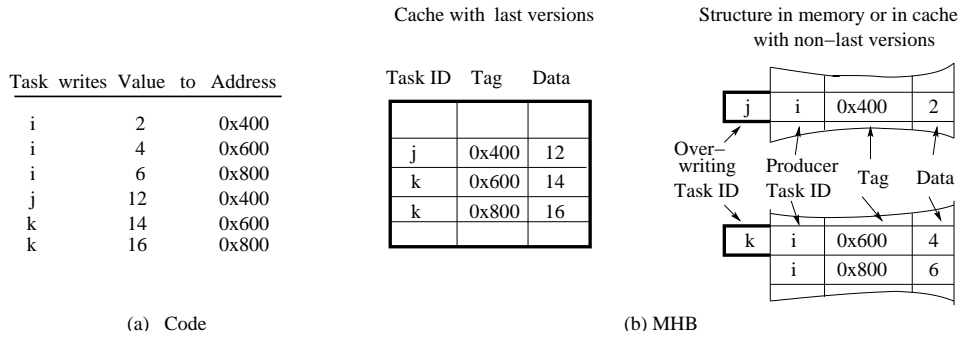 Cache with last versions
Structure in memory or in cache
with non−last versions
Task writes Value to Address
i 2 0x400
i 4 0x600
i 6 0x800
j 12 0x400
k 14 0x600
k 16 0x800
Task ID Tag Data
j 0x400 12
k 0x600 14
k 0x800 16
j i 0x400 2
Over−
writing
Task ID
Producer
Task ID
Tag
Data
k i 0x600 4
i 0x800 6
(a) Code
(b) MHB